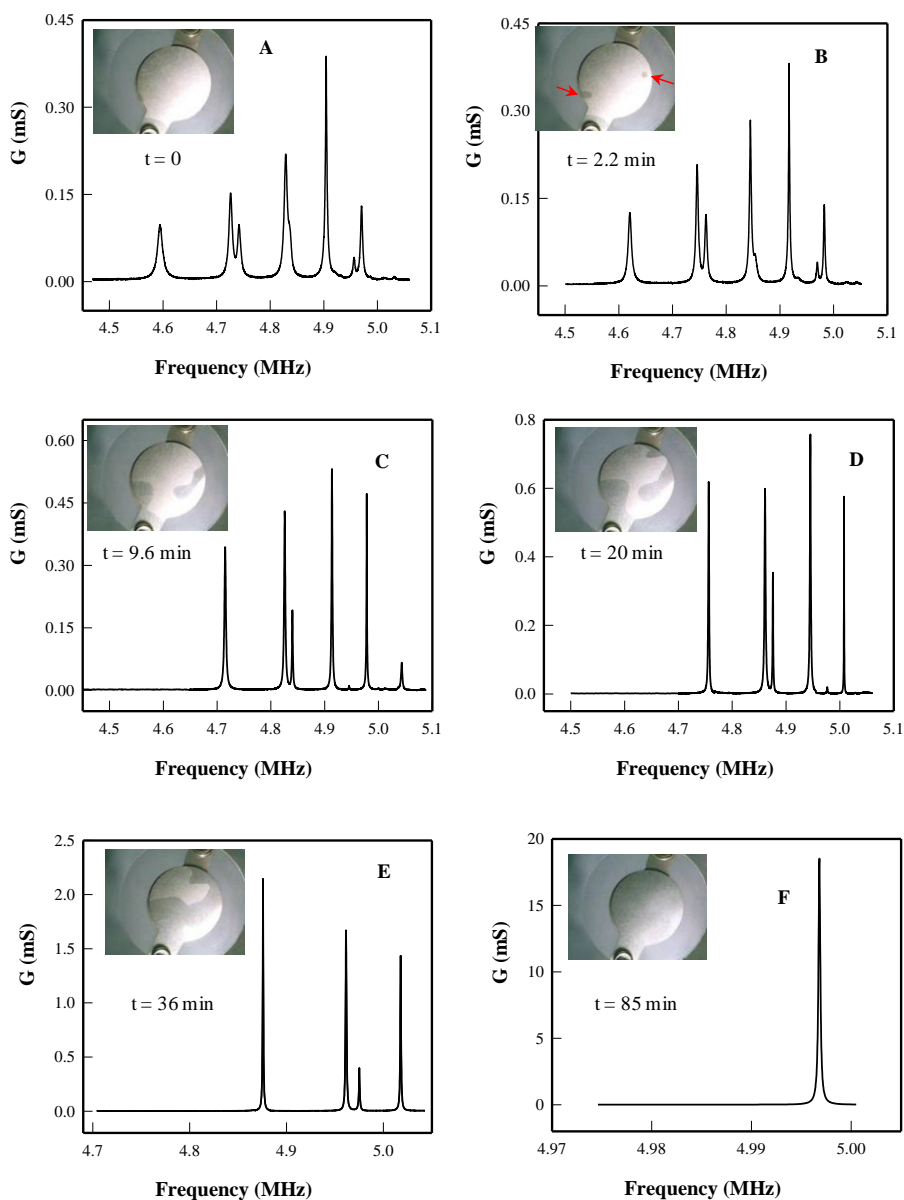 A
t = 0
G (mS)
0.45
0.30
0.15
0.00
4.5 4.6 4.7 4.8 4.9 5.0 5.1
Frequency (MHz)
B
t = 2.2 min
G (mS)
0.45
0.30
0.15
0.00
4.5 4.6 4.7 4.8 4.9 5.0 5.1
Frequency (MHz)
C
t = 9.6 min
G (mS)
0.60
0.45
0.30
0.15
0.00
4.5 4.6 4.7 4.8 4.9 5.0 5.1
Frequency (MHz)
D
t = 20 min
G (mS)
0.8
0.6
0.4
0.2
0.0
4.5 4.6 4.7 4.8 4.9 5.0 5.1
Frequency (MHz)
E
t = 36 min
G (mS)
2.5
2.0
1.5
1.0
0.5
0.0
4.7 4.8 4.9 5.0
Frequency (MHz)
F
t = 85 min
G (mS)
20
15
10
5
0
4.97 4.98 4.99 5.00
Frequency (MHz)